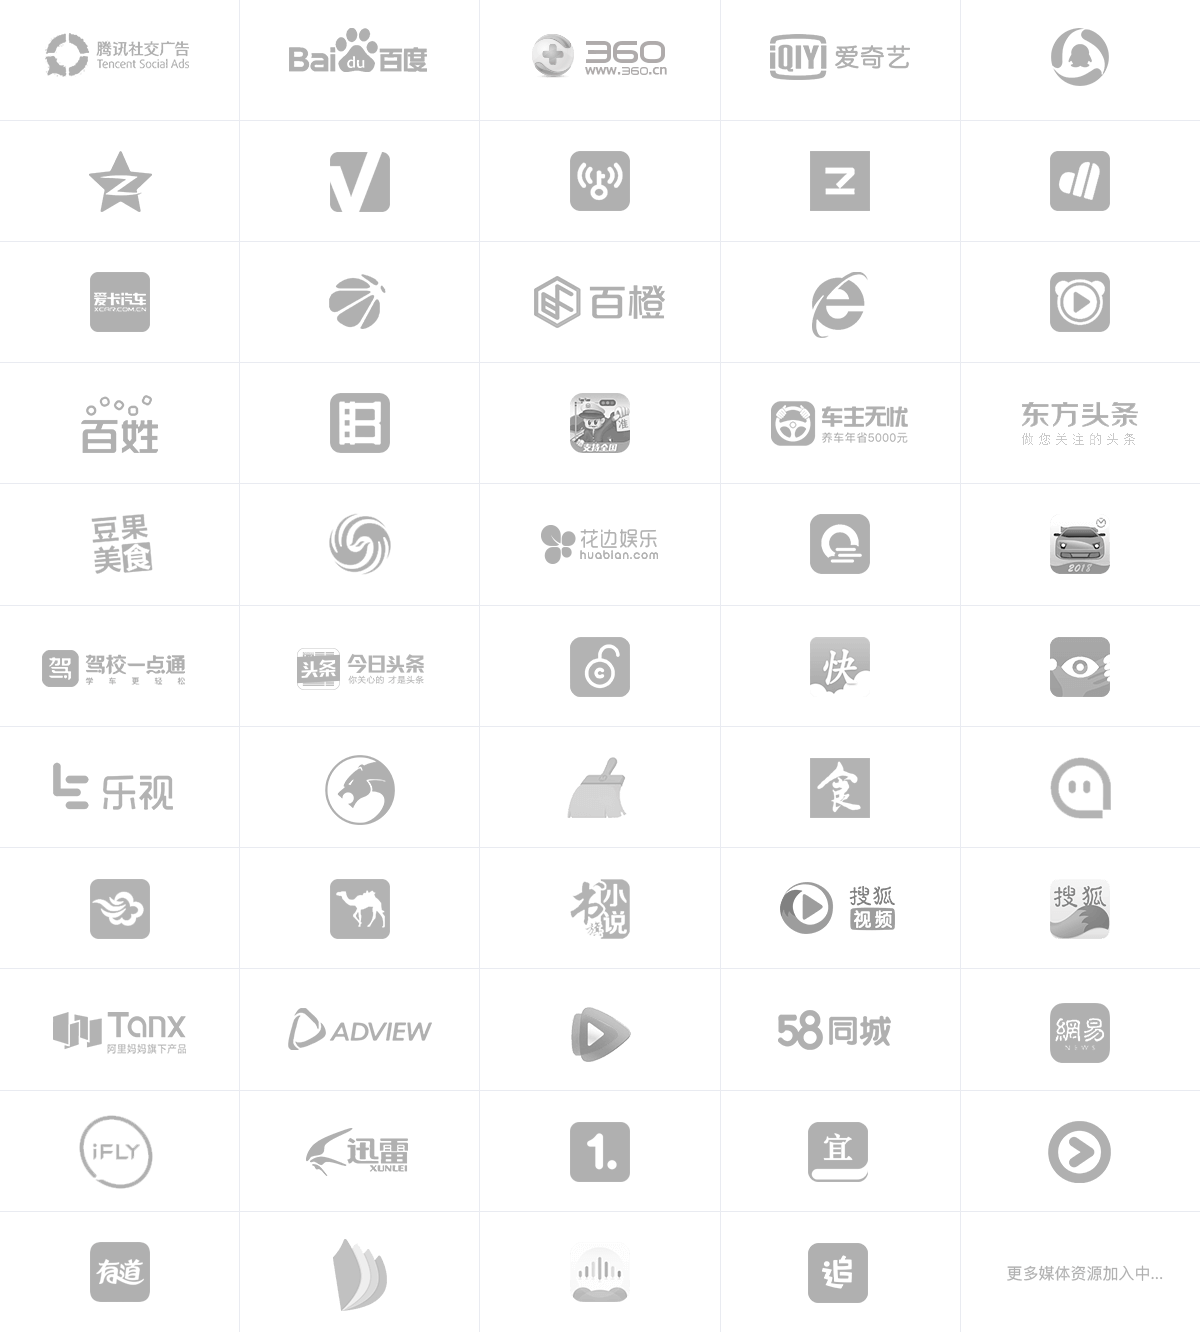 腾讯社交广告
Tencent Social Ads
Bai du 百度
360
www.360.cn
iQIYI 爱奇艺
爱卡汽车
XCAR.COM.CN
百橙
百姓
准
支持全国
车主无忧
养车年省5000元
东方头条
做您关注的头条
豆果
美食
花边娱乐
huabian.com
2018
驾 驾校一点通
学车更轻松
头条 今日头条
你关心的 才是头条
快
乐视
食
书旗
小说
搜狐
视频
搜狐
Tanx
阿里妈妈旗下产品
ADVIEW
58同城
網易
NEWS
iFLY
迅雷
XUNLEI
1.
宜
有道
追
更多媒体资源加入中...